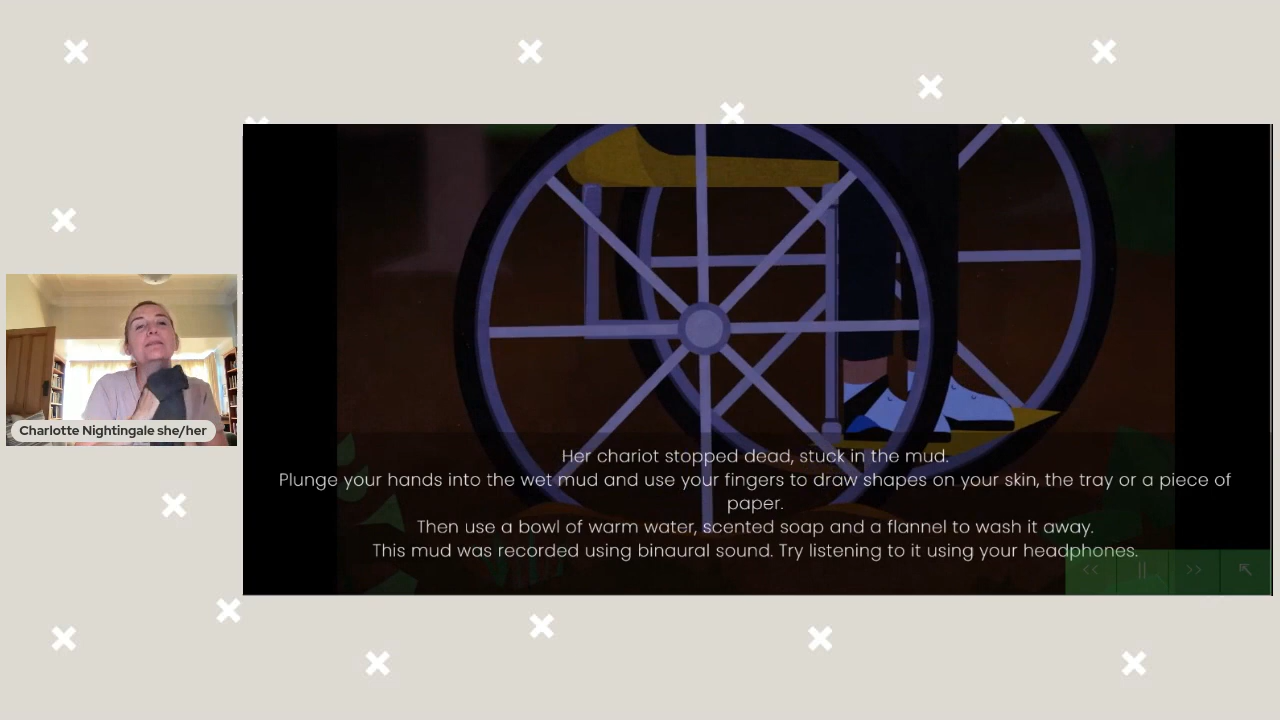 Charlotte Nightingale she/her
Her chariot stopped dead, stuck in the mud.
Plunge your hands into the wet mud and use your fingers to draw shapes on your skin, the tray or a piece of
paper.
Then use a bowl of warm water, scented soap and a flannel to wash it away.
This mud was recorded using binaural sound. Try listening to it using your headphones.